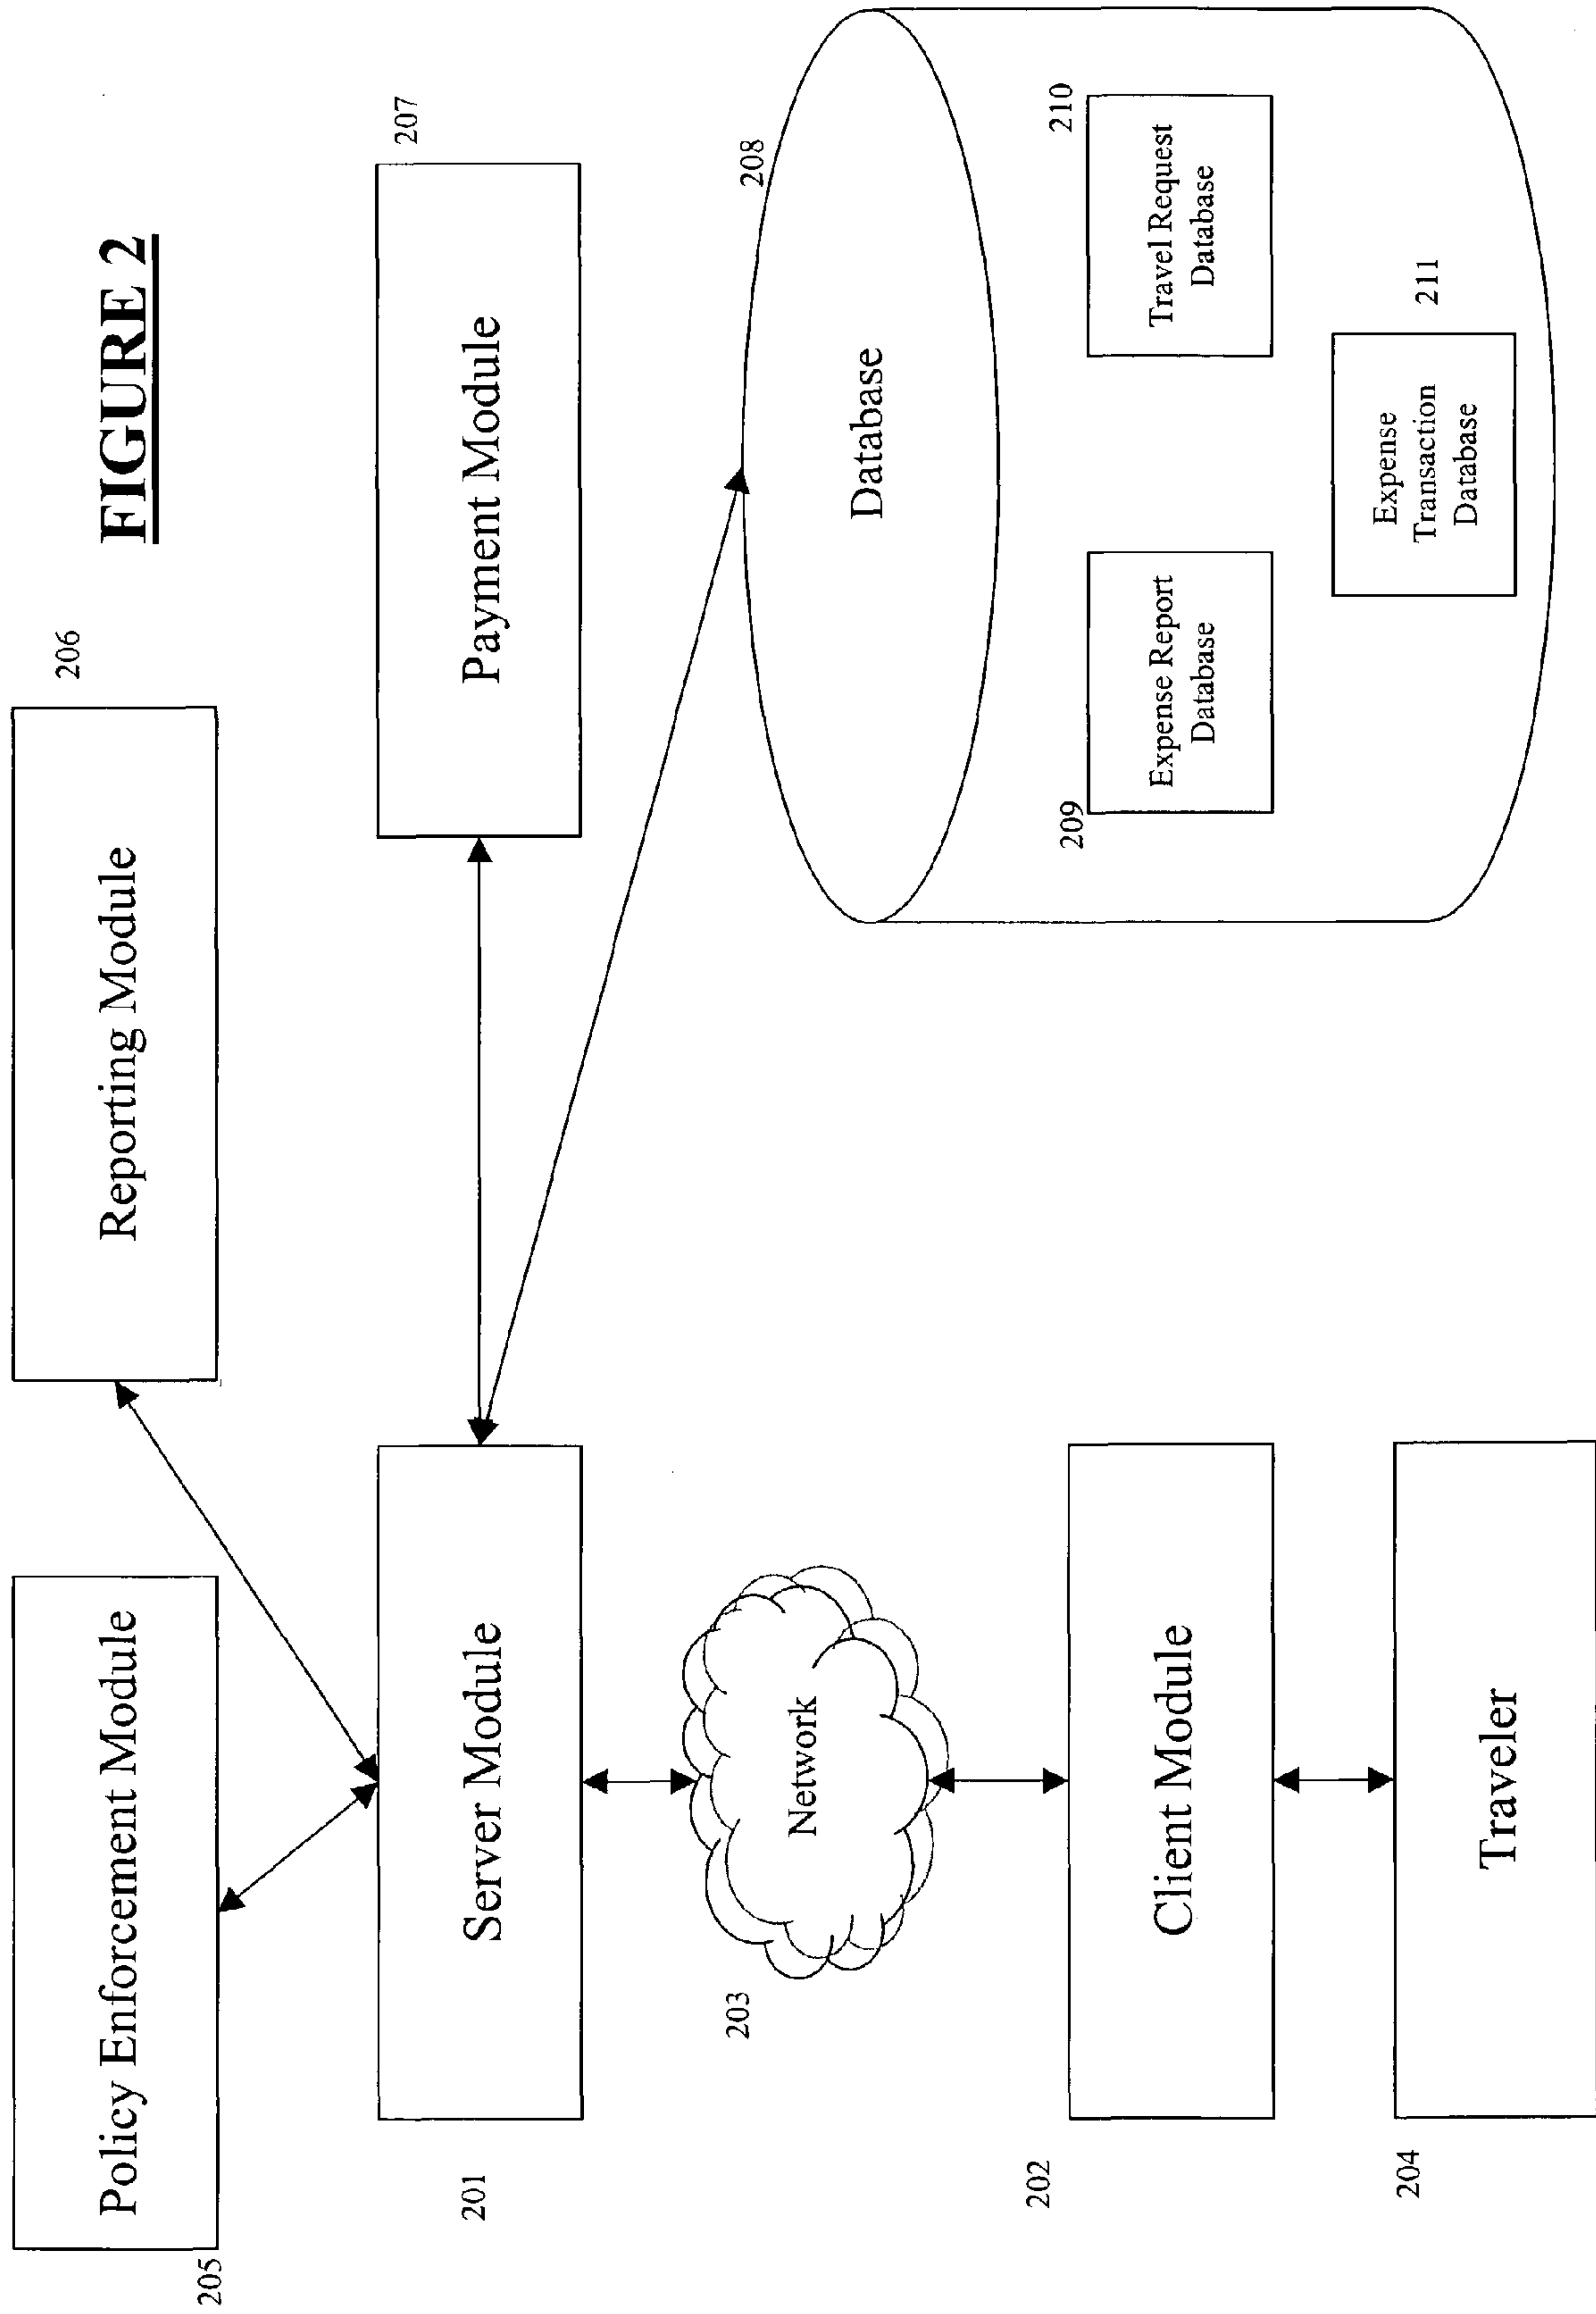 FIGURE 2
206
Policy Enforcement Module
Reporting Module
205
207
Server Module
Payment Module
201
208
Network
203
Database
210
Expense Report
Database
Travel Request
Database
209
202
Client Module
211
Expense
Transaction
Database
204
Traveler